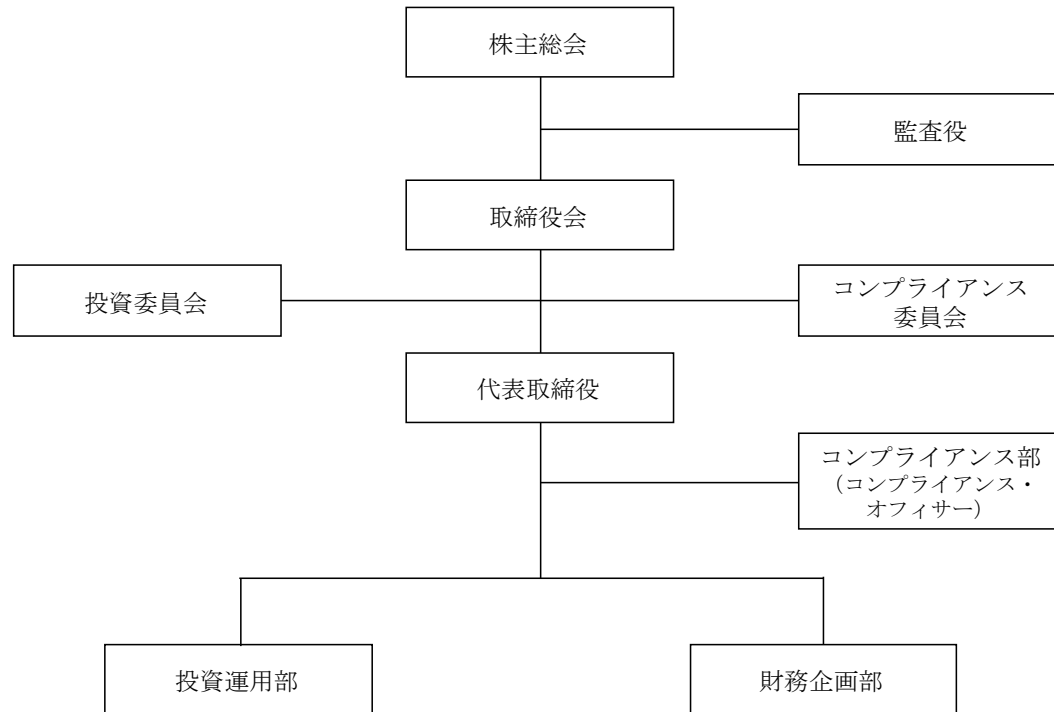 株主総会
監査役
取締役会
投資委員会
コンプライアンス
委員会
代表取締役
コンプライアンス部
（コンプライアンス・
オフィサー）
投資運用部
財務企画部